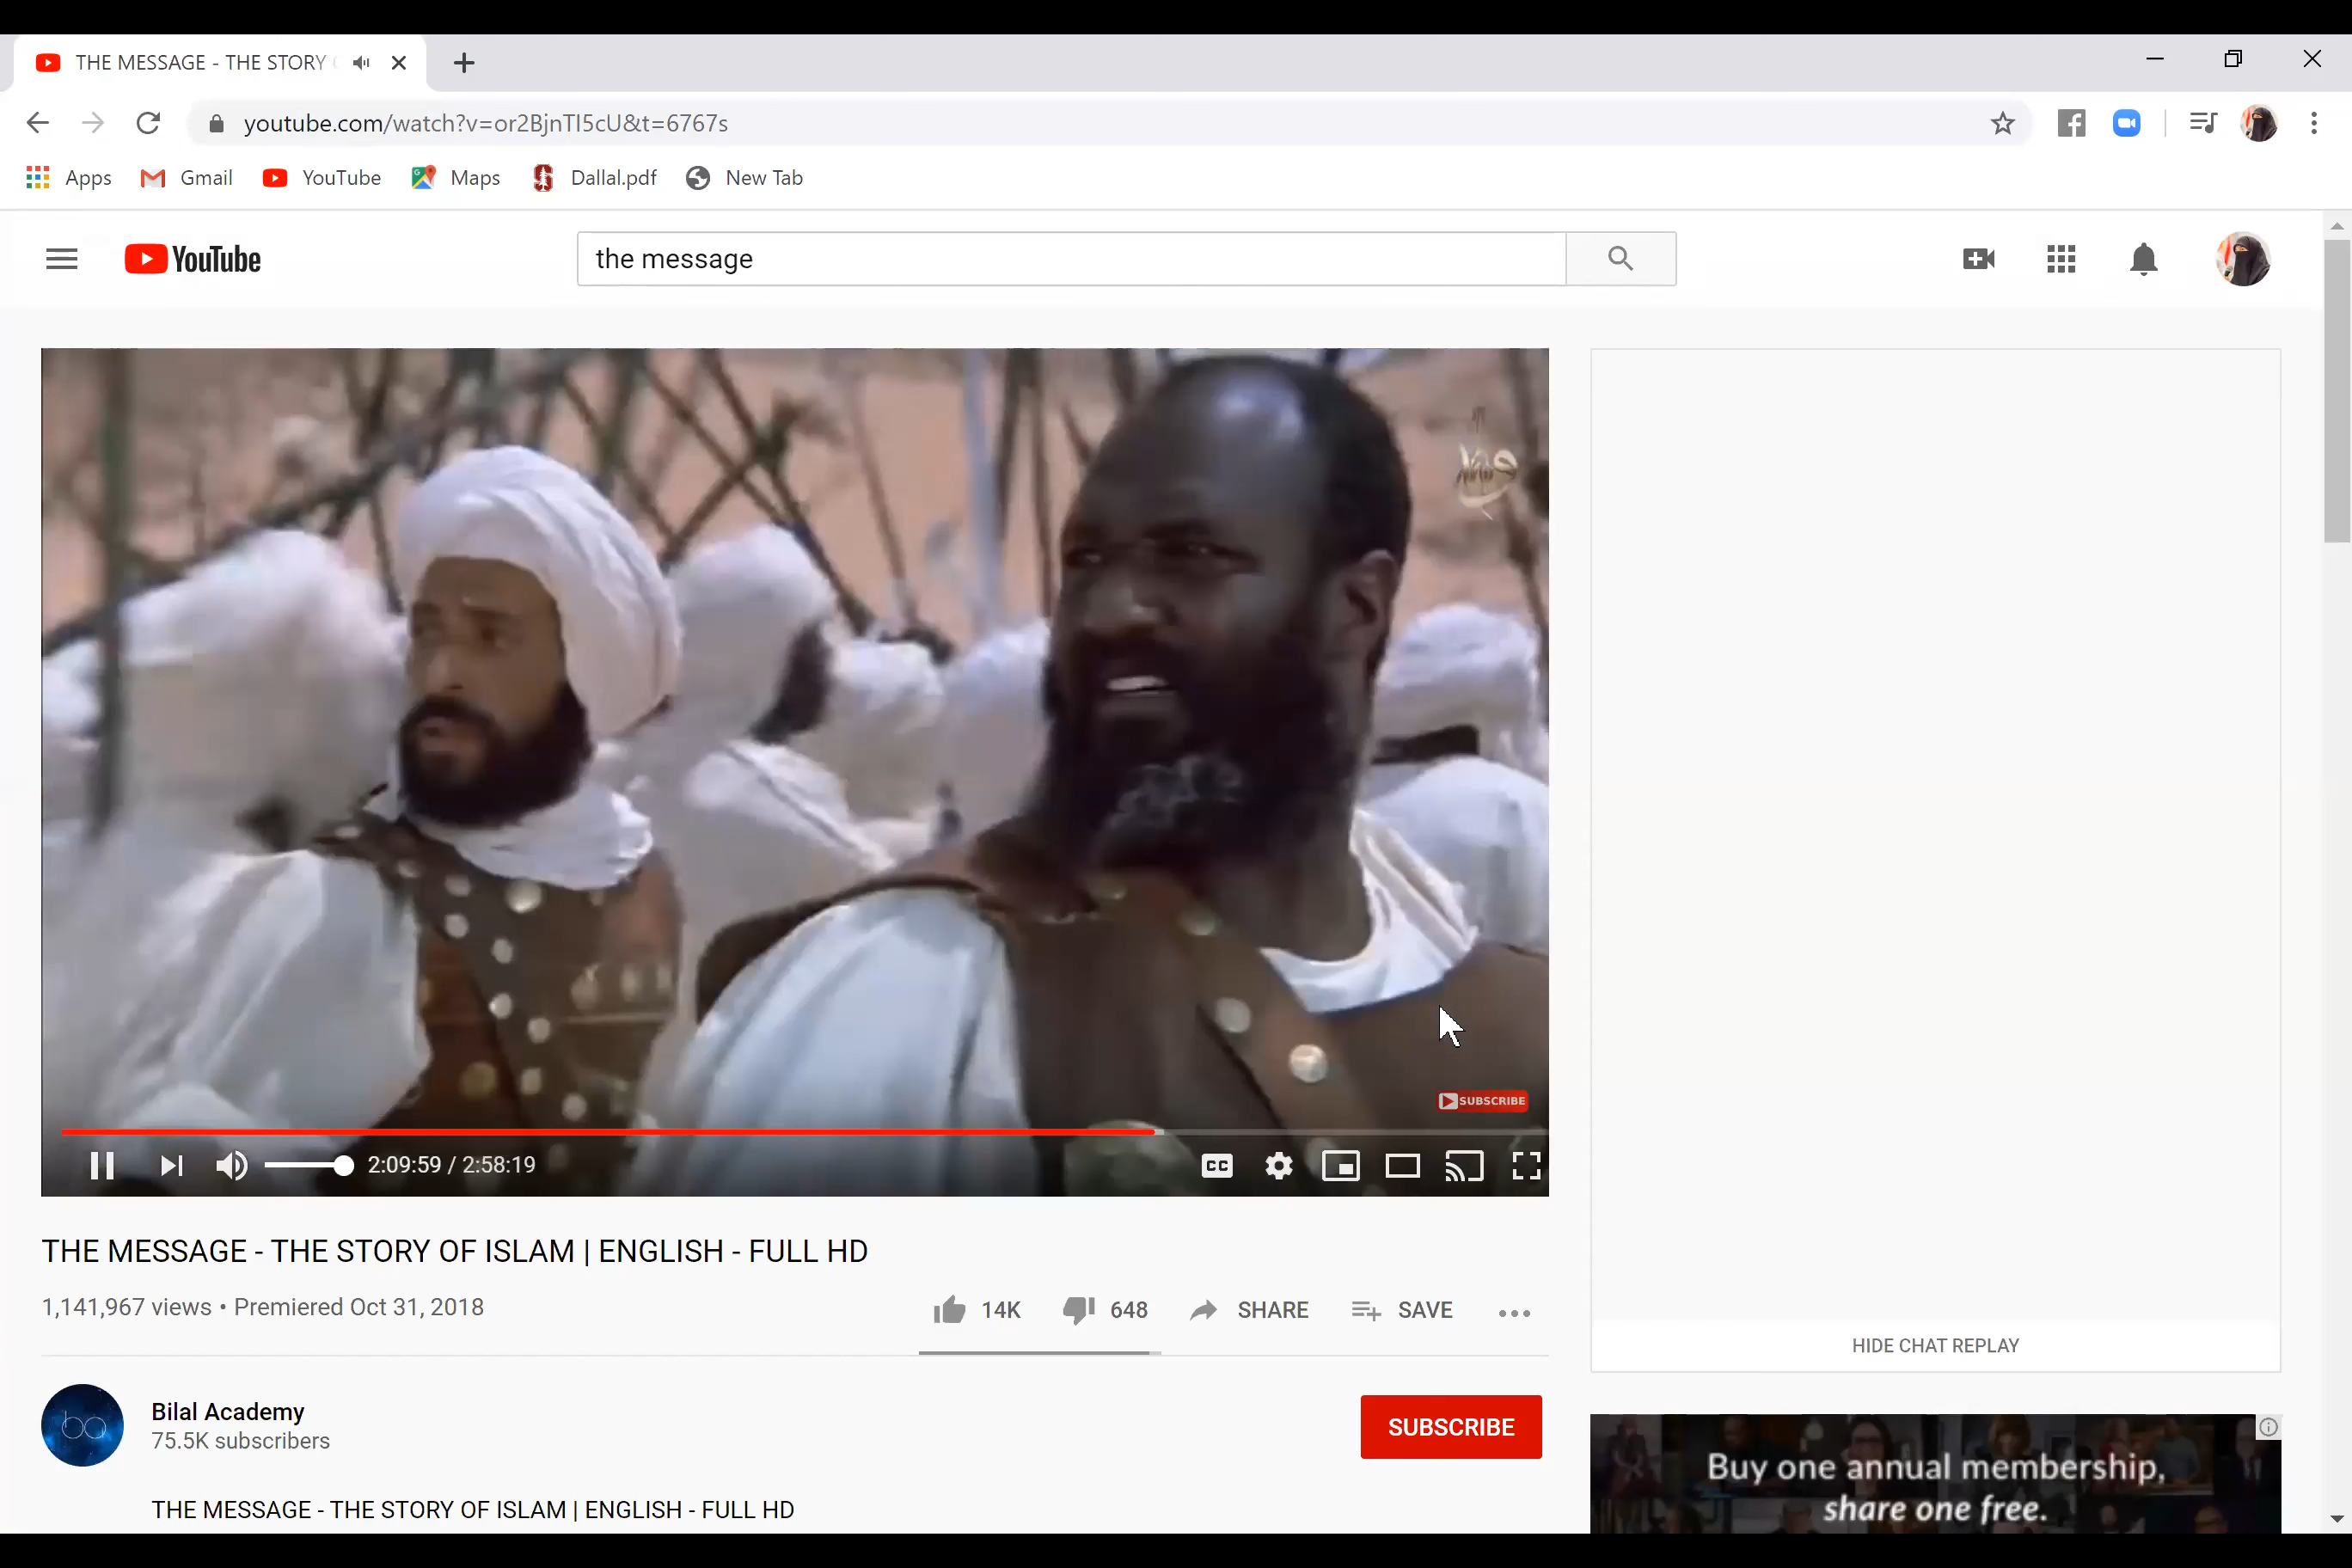 THE MESSAGE - THE STORY
youtube.com/watch?v=or2BjnTI5cU&t=6767s
Apps Gmail YouTube Maps Dallal.pdf New Tab
YouTube the message
SUBSCRIBE
2:09:59 / 2:58:19 CC
THE MESSAGE - THE STORY OF ISLAM | ENGLISH - FULL HD
1,141,967 views • Premiered Oct 31, 2018
14K 648 SHARE SAVE
HIDE CHAT REPLAY
Bilal Academy
75.5K subscribers
SUBSCRIBE
THE MESSAGE - THE STORY OF ISLAM | ENGLISH - FULL HD
Buy one annual membership,
share one free.